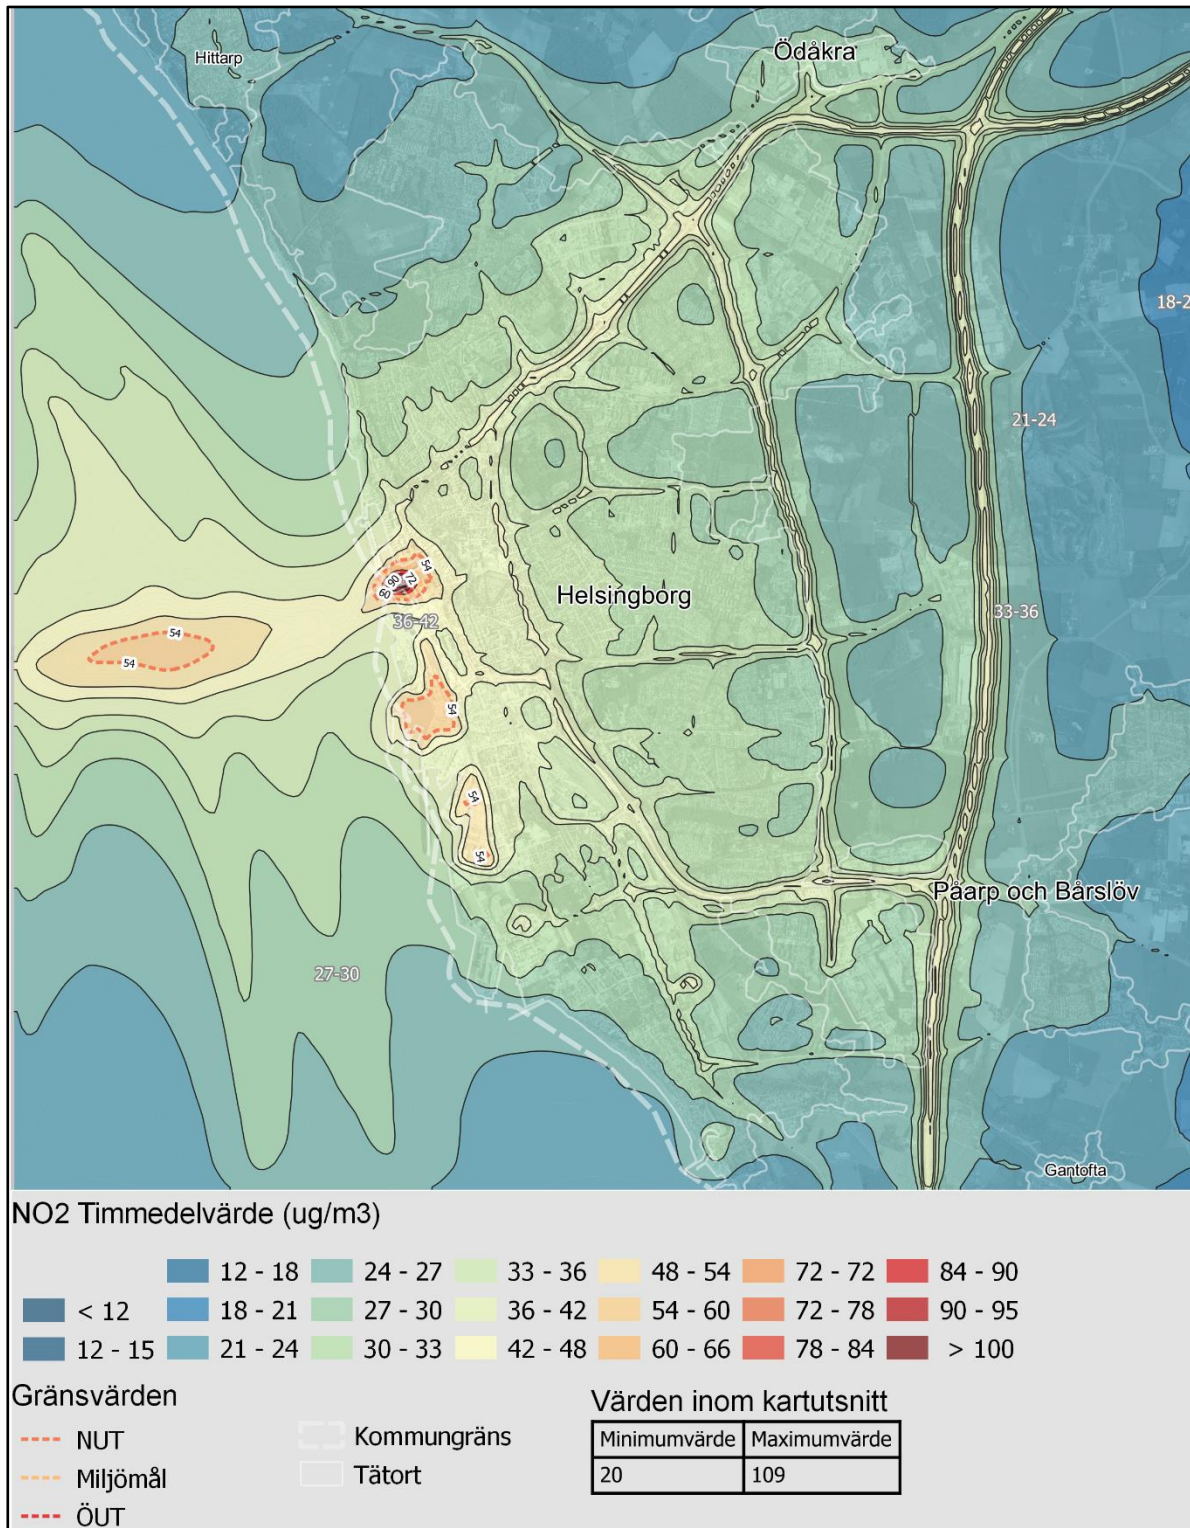 Hittarp
Ödåkra
18-2
21-24
54
90
72
60
36-42
Helsingborg
33-36
54
54
54
54
54
Påarp och Bårslöv
27-30
Gantofta
NO2 Timmedelvärde (ug/m3)
12 - 18 24 - 27 33 - 36 48 - 54 72 - 72 84 - 90
< 12 18 - 21 27 - 30 36 - 42 54 - 60 72 - 78 90 - 95
12 - 15 21 - 24 30 - 33 42 - 48 60 - 66 78 - 84 > 100
Gränsvärden
NUT
Miljömål
ÖUT
Kommungräns
Tätort
Värden inom kartutsnitt
Minimumvärde Maximumvärde
20 109